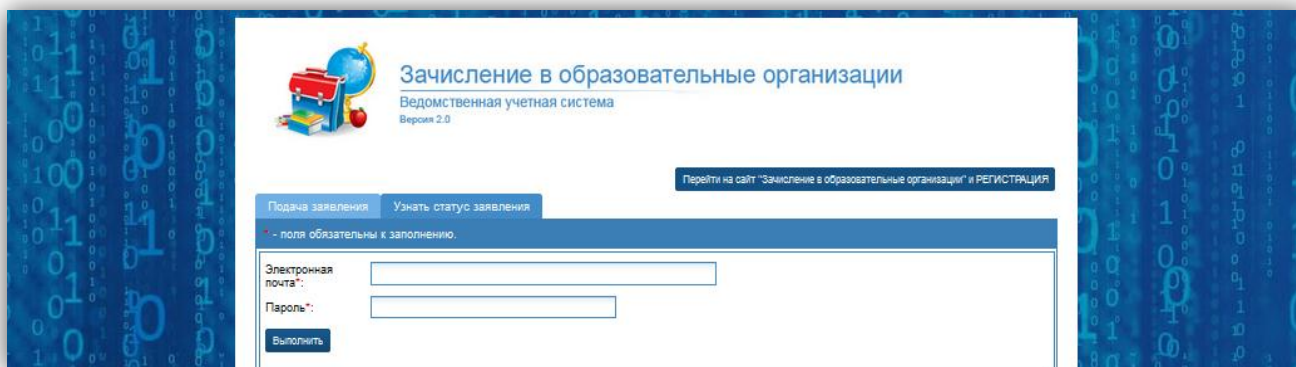 Зачисление в образовательные организации
Ведомственная учетная система
Версия 2.0
Перейти на сайт "Зачисление в образовательные организации" и РЕГИСТРАЦИЯ
Подача заявления Узнать статус заявления
* - поля обязательны к заполнению.
Электронная
почта*:
Пароль*:
Выполнить